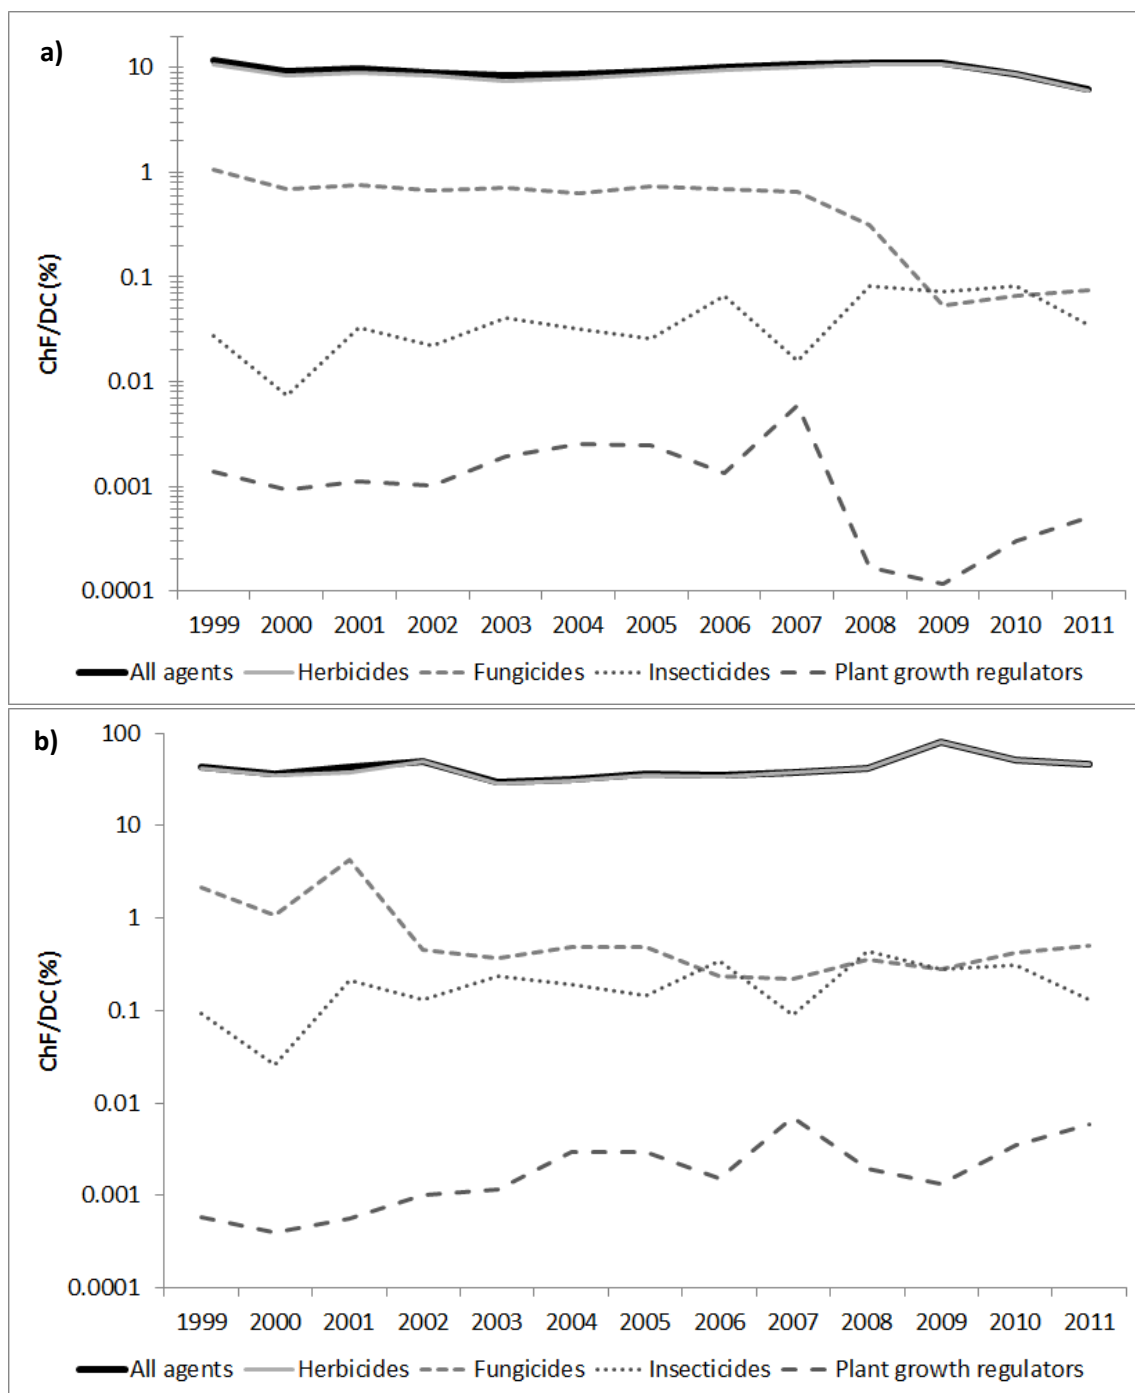 a)
10
1
0.1
0.01
0.001
0.0001
ChF/DC (%)
1999 2000 2001 2002 2003 2004 2005 2006 2007 2008 2009 2010 2011
All agents Herbicides Fungicides Insecticides Plant growth regulators
b)
100
10
1
0.1
0.01
0.001
0.0001
ChF/DC (%)
1999 2000 2001 2002 2003 2004 2005 2006 2007 2008 2009 2010 2011
All agents Herbicides Fungicides Insecticides Plant growth regulators